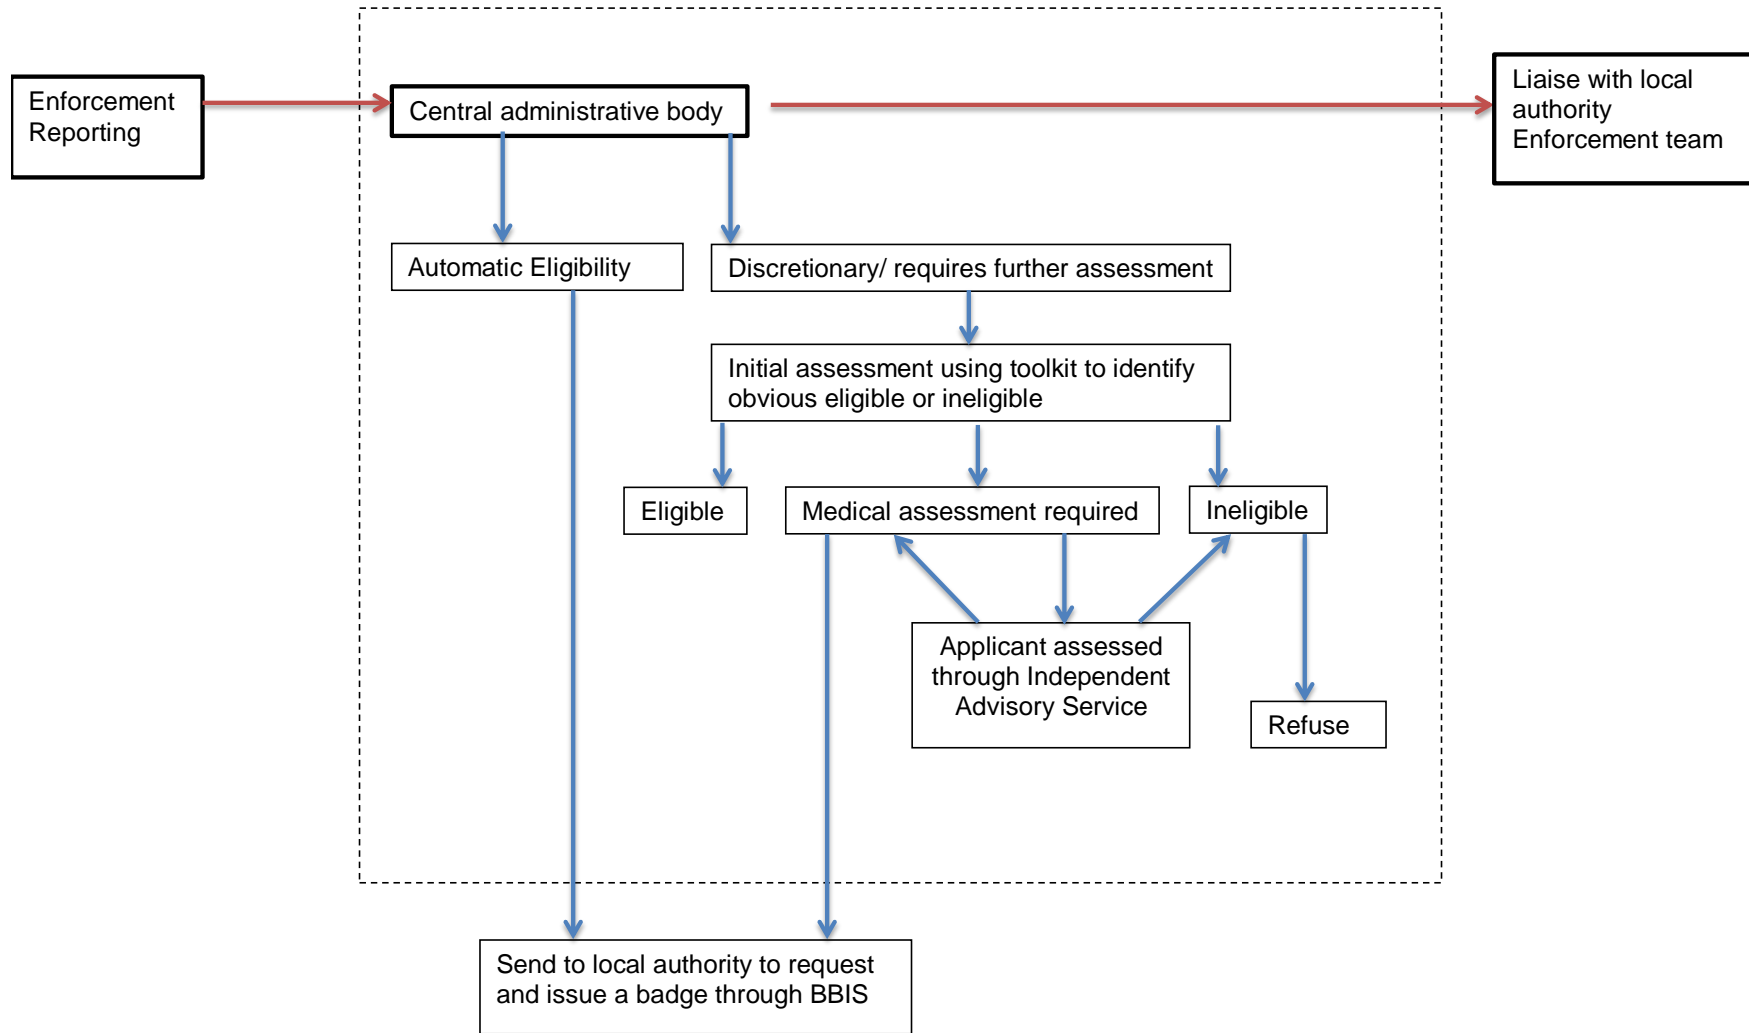 Enforcement
Reporting
Central administrative body
Liaise with local
authority
Enforcement team
Automatic Eligibility
Discretionary/ requires further assessment
Initial assessment using toolkit to identify
obvious eligible or ineligible
Eligible
Medical assessment required
Ineligible
Applicant assessed
through Independent
Advisory Service
Refuse
Send to local authority to request
and issue a badge through BBIS